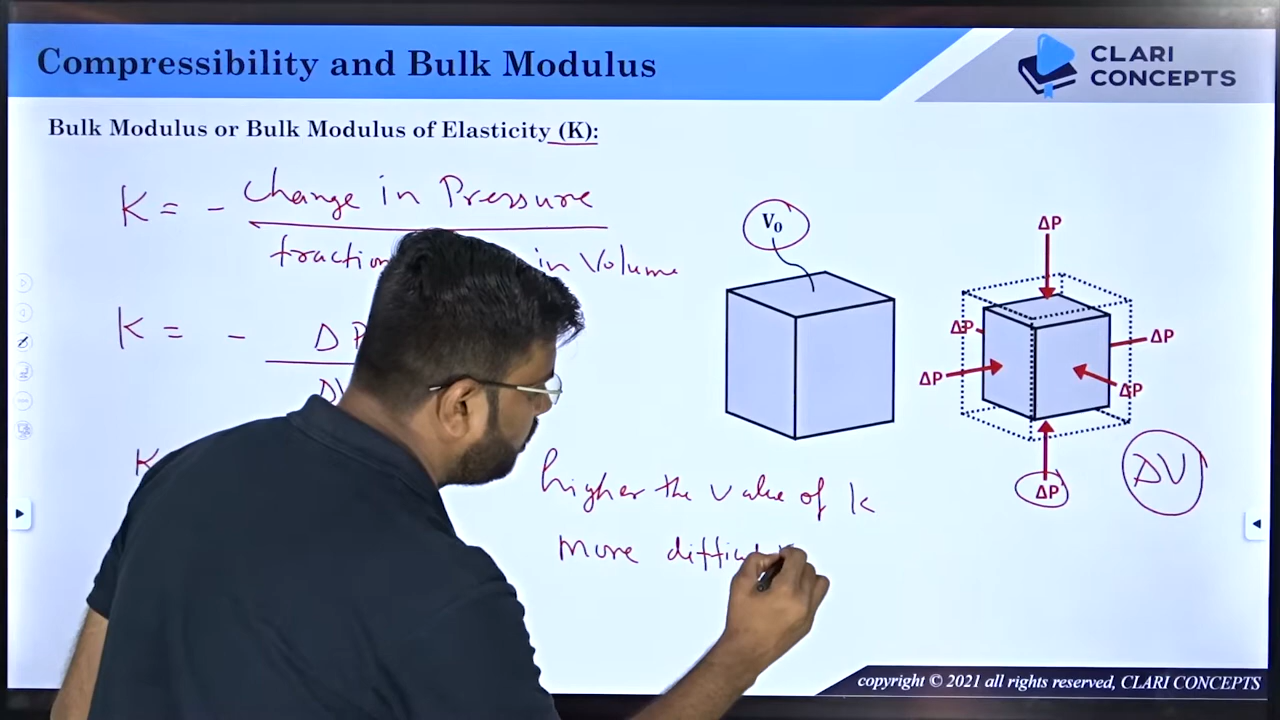 Compressibility and Bulk Modulus
CLARI
CONCEPTS
Bulk Modulus or Bulk Modulus of Elasticity (K):
K = - Change in Pressure
in Volume
K = - ΔP
K
V₀
ΔP
ΔP
ΔP
ΔP
ΔP
ΔP
ΔV
higher the value of k
More
copyright © 2021 all rights reserved, CLARI CONCEPTS